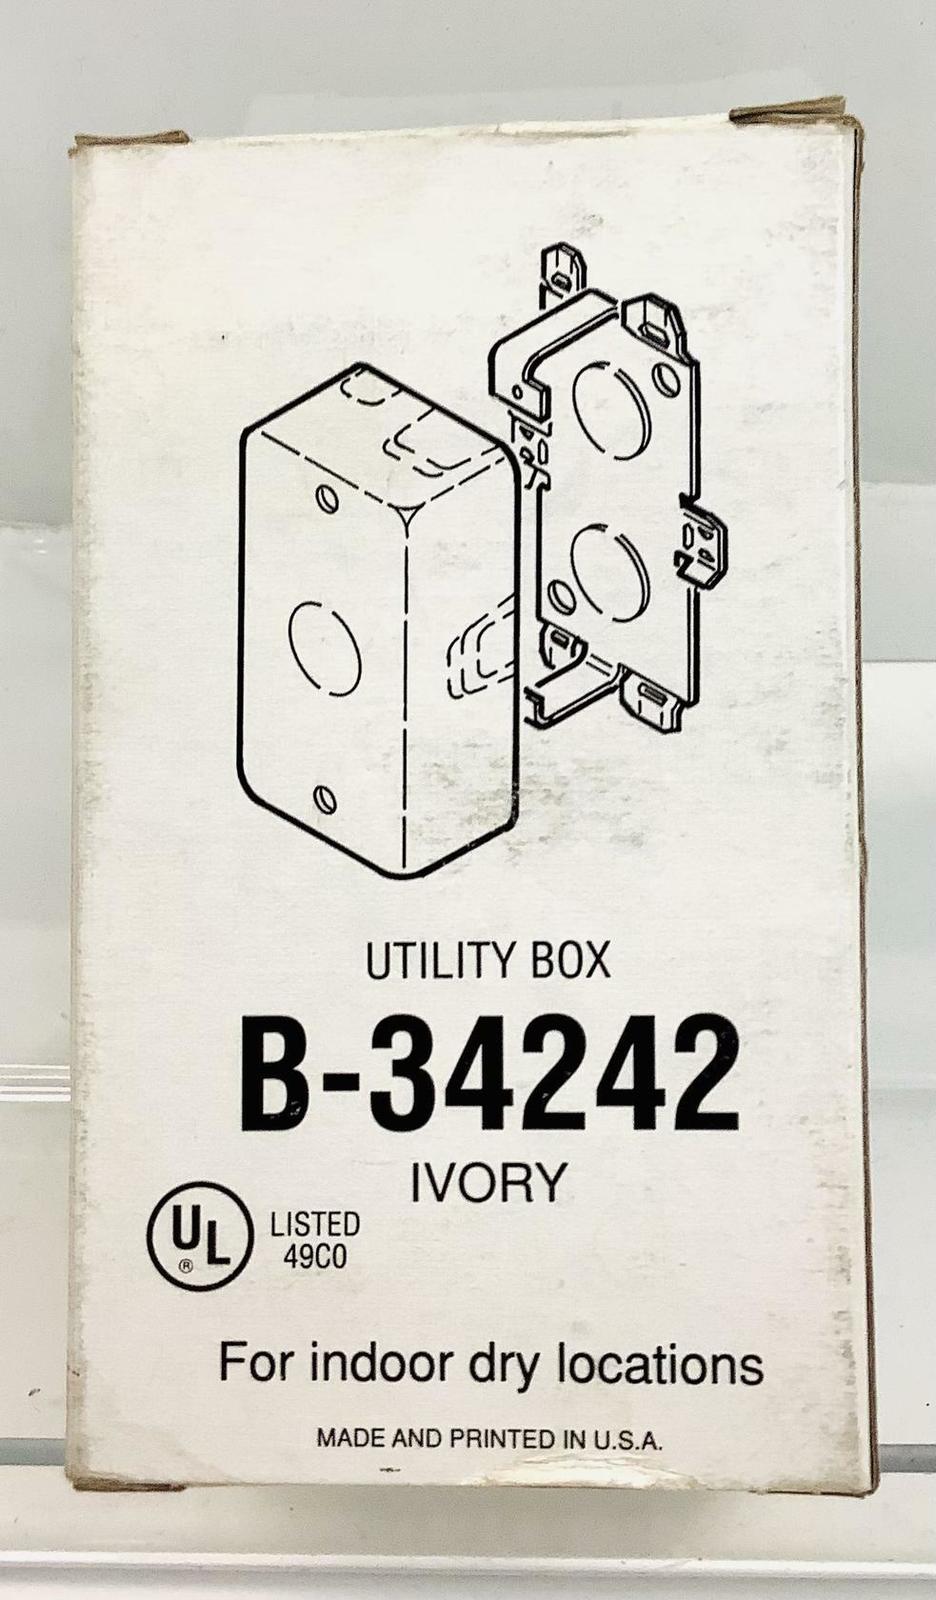 UTILITY BOX
B-34242
IVORY
UL
®
LISTED
49C0
For indoor dry locations
MADE AND PRINTED IN U.S.A.